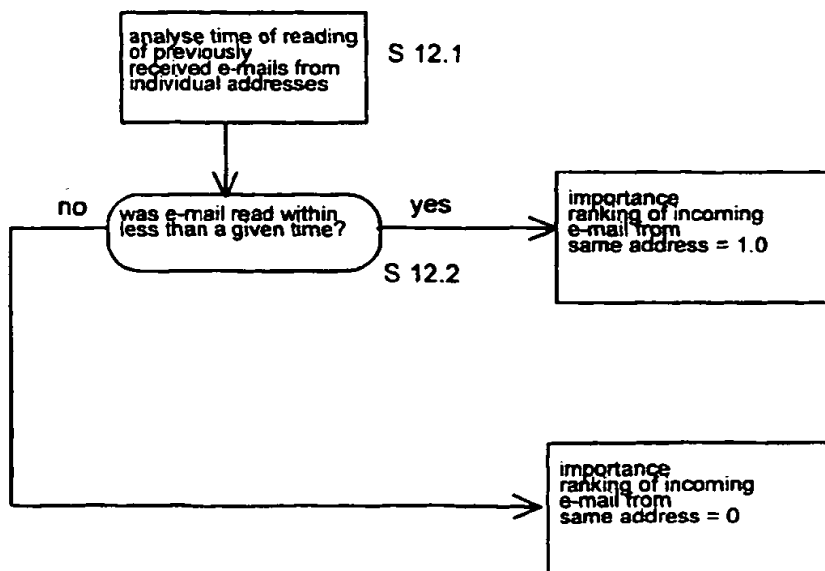 analyse time of reading
of previously
received e-mails from
individual addresses
S 12.1
no
was e-mail read within
less than a given time?
yes
S 12.2
importance
ranking of incoming
e-mail from
same address = 1.0
importance
ranking of incoming
e-mail from
same address = 0